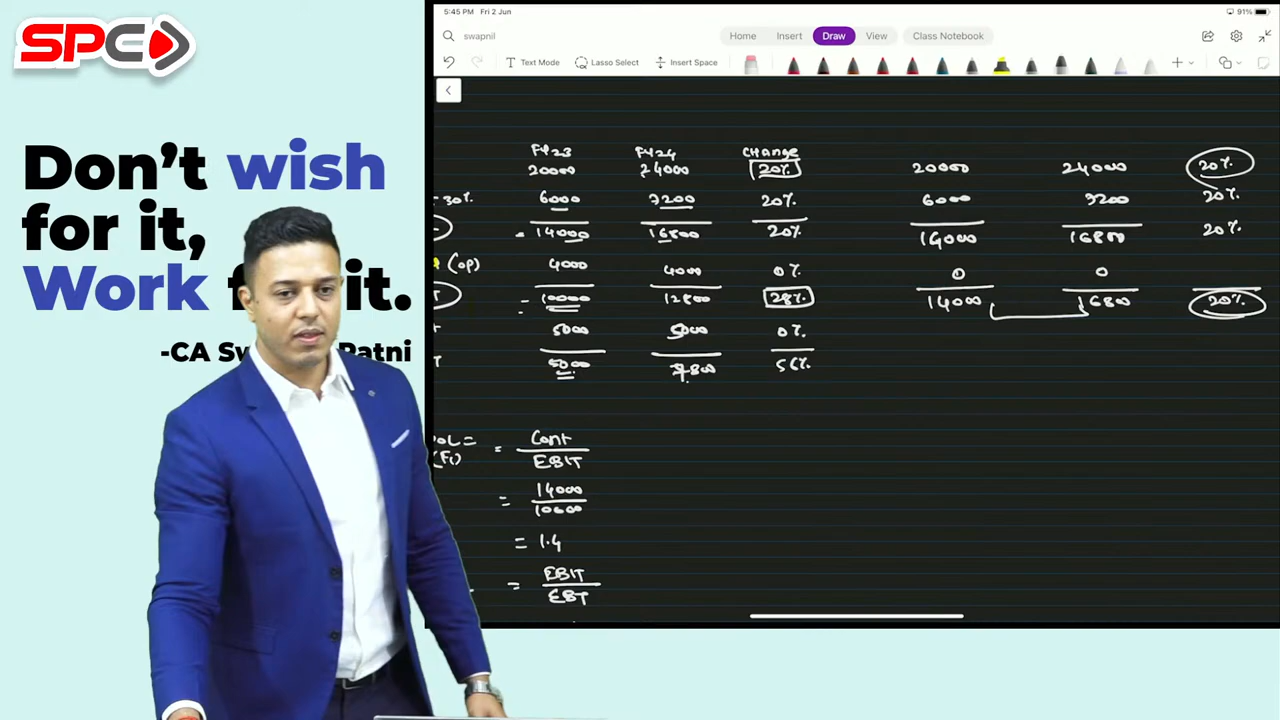 SPC
Don't wish
for it,
Work f it.
-CA Sw Patni
5:45 PM Fri 2 Jun
91%
swapnil
Home Insert Draw View Class Notebook
Text Mode Lasso Select Insert Space
FY23 FY24 CHANGE
20000 24000 20% 20000 24000 20%
-30% 6000 7200 20% 6000 7200 20%
= 14000 16800 20% 14000 16800 20%
(OP) 4000 4000 0% 0 0
= 10000 12800 28% 14000 16800 20%
5000 5000 0%
5000 7800 56%
OL = = Cont
(F1) EBIT
= 14000
10000
= 1.4
= EBIT
EBT